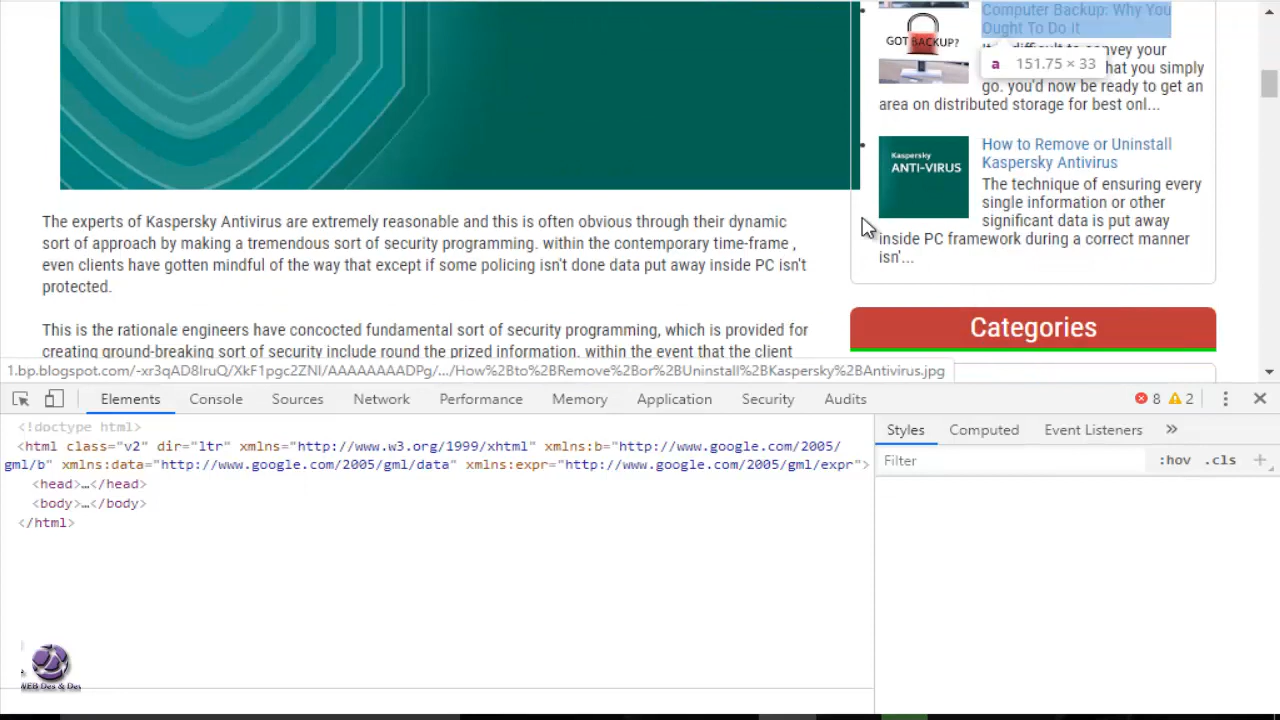 Computer Backup: Why You
Ought To Do it
GOT BACKUP?
It's difficult to convey your
a 151.75 × 33
that you simply
go. you'd now be ready to get an
area on distributed storage for best onl...
Kaspersky
ANTI-VIRUS
How to Remove or Uninstall
Kaspersky Antivirus
The technique of ensuring every
single information or other
significant data is put away
inside PC framework during a correct manner
isn'...
The experts of Kaspersky Antivirus are extremely reasonable and this is often obvious through their dynamic
sort of approach by making a tremendous sort of security programming. within the contemporary time-frame ,
even clients have gotten mindful of the way that except if some policing isn't done data put away inside PC isn't
protected.
This is the rationale engineers have concocted fundamental sort of security programming, which is provided for
creating ground-breaking sort of security include round the prized information. within the event that the client
Categories
1.bp.blogspot.com/-xr3qAD8lruQ/XkF1pgc2ZNI/AAAAAAAADPg/.../How%2Bto%2BRemove%2Bor%2BUninstall%2BKaspersky%2BAntivirus.jpg
Elements Console Sources Network Performance Memory Application Security Audits 8 2
<!doctype html>
<html class="v2" dir="ltr" xmlns="http://www.w3.org/1999/xhtml" xmlns:b="http://www.google.com/2005/
gml/b" xmlns:data="http://www.google.com/2005/gml/data" xmlns:expr="http://www.google.com/2005/gml/expr">
<head>…</head>
<body>…</body>
</html>
Styles Computed Event Listeners »
Filter :hov .cls +
WEB Des & Dev